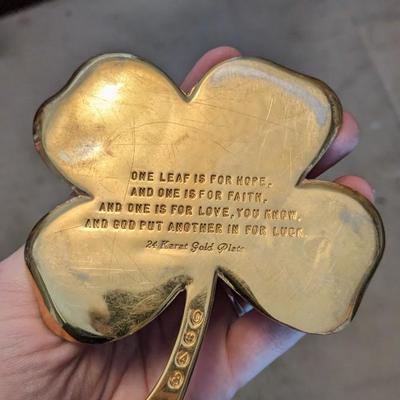 ONE LEAF IS FOR HOPE,
AND ONE IS FOR FAITH,
AND ONE IS FOR LOVE, YOU KNOW,
AND GOD PUT ANOTHER IN FOR LUCK.
24 Karat Gold Plate